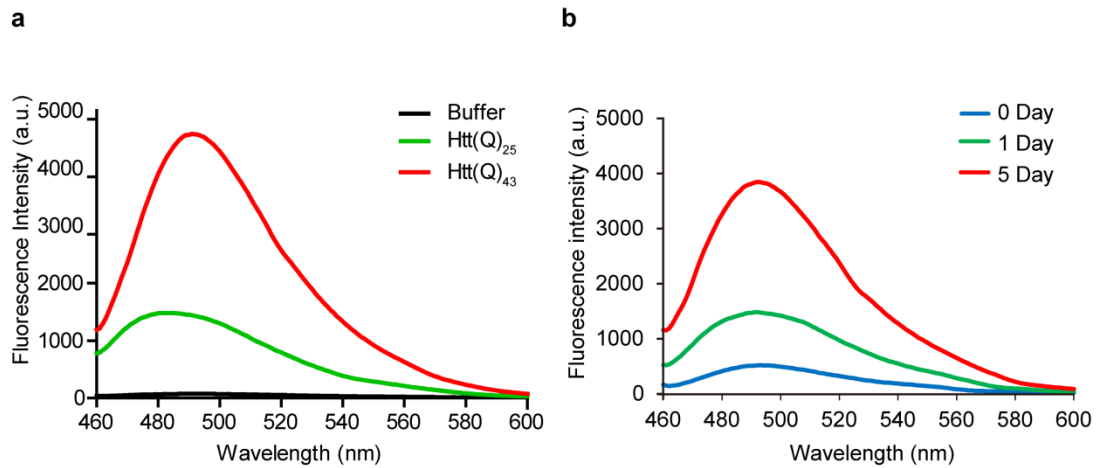 a
Fluorescence Intensity (a.u.)
5000
4000
3000
2000
1000
0
460 480 500 520 540 560 580 600
Wavelength (nm)
Buffer
Htt(Q)25
Htt(Q)43
b
Fluorescence intensity (a.u.)
5000
4000
3000
2000
1000
0
460 480 500 520 540 560 580 600
Wavelength (nm)
0 Day
1 Day
5 Day